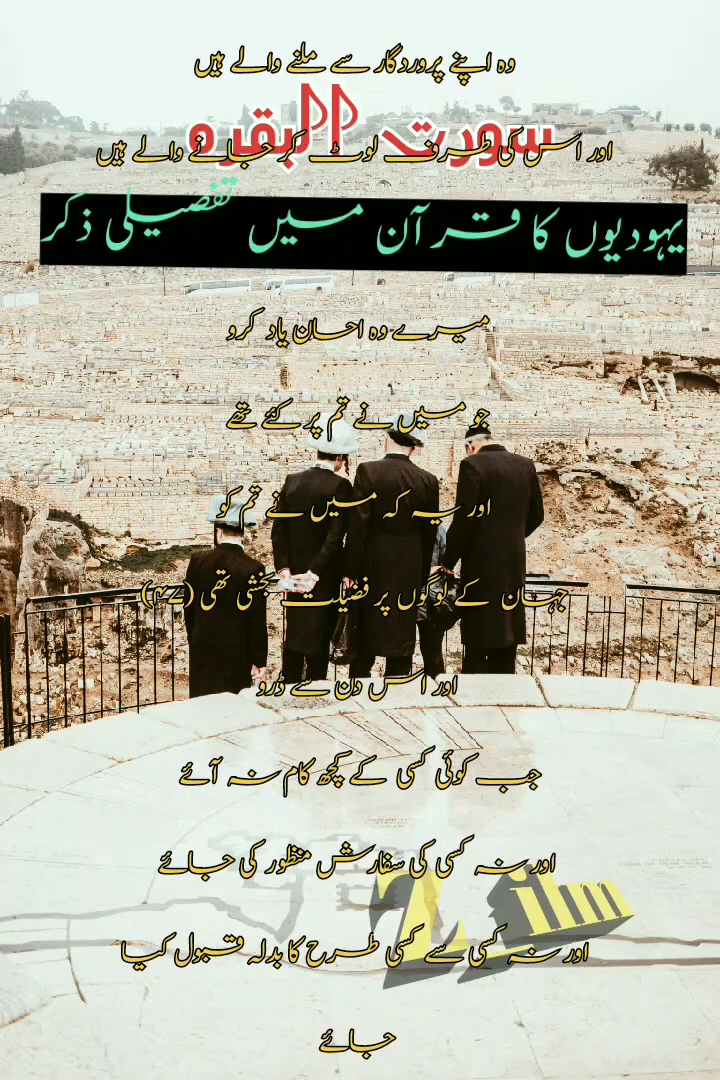 وہ اپنے پروردگار سے ملنے والے ہیں
سورت البقرہ
اور اس کی طرف لوٹ کر جانے والے ہیں
یہودیوں کا قرآن میں تفصیلی ذکر
میرے وہ احسان یاد کرو
جو میں نے تم پر کئے تھے
اور یہ کہ میں نے تم کو
جہان کے لوگوں پر فضیلت بخشی تھی (۴۷)
اور اس دن سے ڈرو
جب کوئی کسی کے کچھ کام نہ آئے
اور نہ کسی کی سفارش منظور کی جائے
Z_ilm
اور نہ کسی سے کسی طرح کا بدلہ قبول کیا
جائے